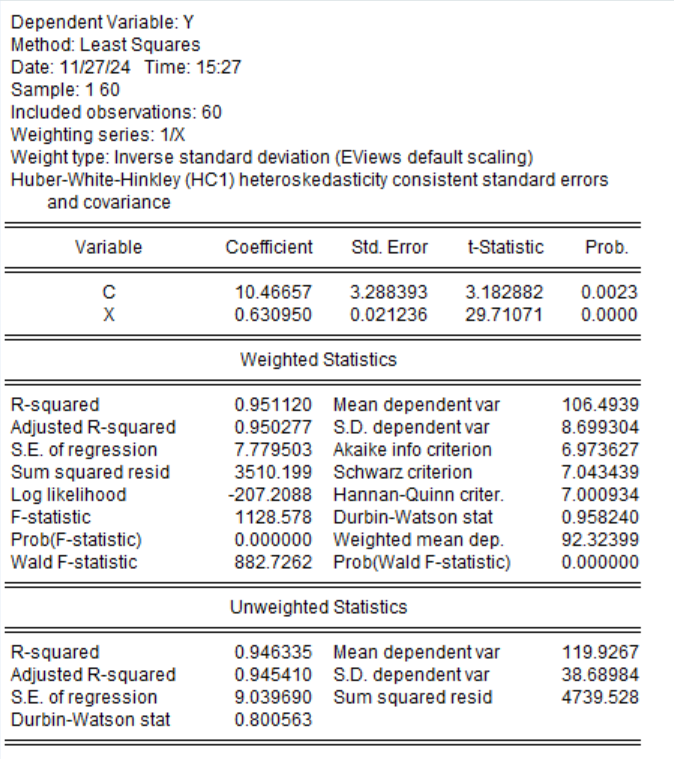 Dependent Variable: Y
Method: Least Squares
Date: 11/27/24 Time: 15:27
Sample: 1 60
Included observations: 60
Weighting series: 1/X
Weight type: Inverse standard deviation (EViews default scaling)
Huber-White-Hinkley (HC1) heteroskedasticity consistent standard errors
and covariance
Variable Coefficient Std. Error t-Statistic Prob.
C 10.46657 3.288393 3.182882 0.0023
X 0.630950 0.021236 29.71071 0.0000
Weighted Statistics
R-squared 0.951120 Mean dependent var 106.4939
Adjusted R-squared 0.950277 S.D. dependent var 8.699304
S.E. of regression 7.779503 Akaike info criterion 6.973627
Sum squared resid 3510.199 Schwarz criterion 7.043439
Log likelihood -207.2088 Hannan-Quinn criter. 7.000934
F-statistic 1128.578 Durbin-Watson stat 0.958240
Prob(F-statistic) 0.000000 Weighted mean dep. 92.32399
Wald F-statistic 882.7262 Prob(Wald F-statistic) 0.000000
Unweighted Statistics
R-squared 0.946335 Mean dependent var 119.9267
Adjusted R-squared 0.945410 S.D. dependent var 38.68984
S.E. of regression 9.039690 Sum squared resid 4739.528
Durbin-Watson stat 0.800563